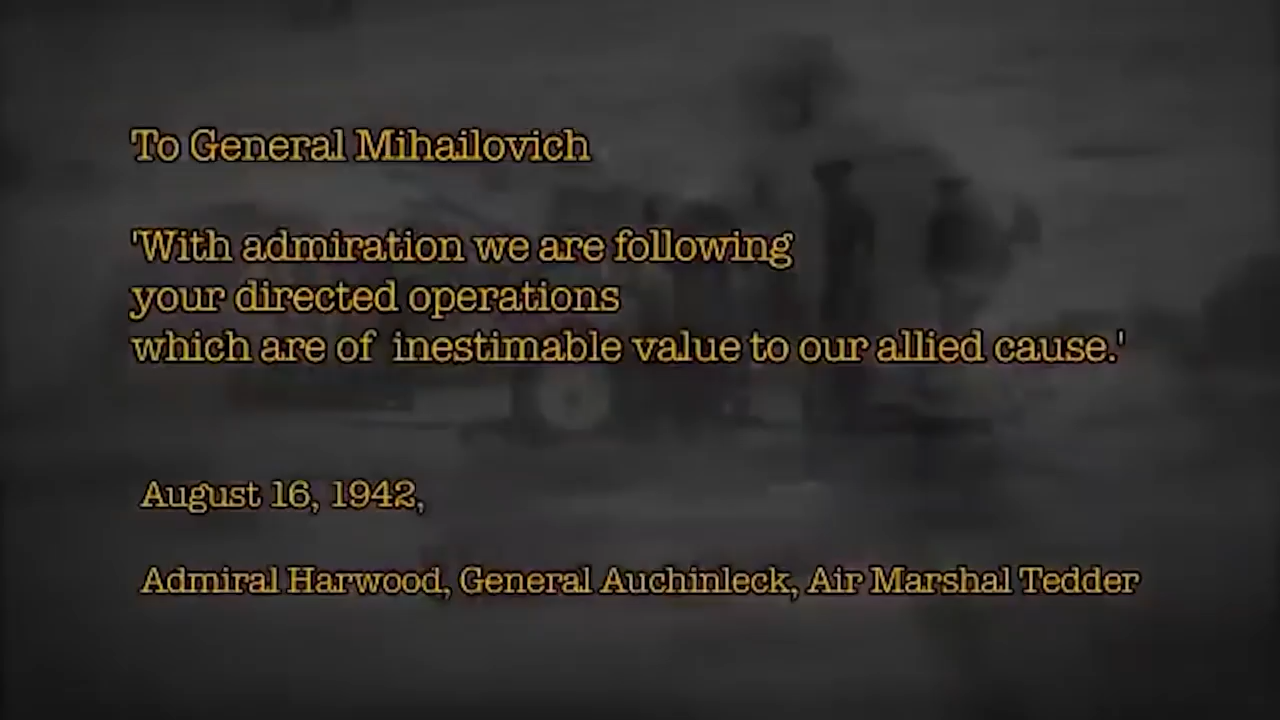 To General Mihailovich
'With admiration we are following
your directed operations
which are of inestimable value to our allied cause.'
August 16, 1942,
Admiral Harwood, General Auchinleck, Air Marshal Tedder